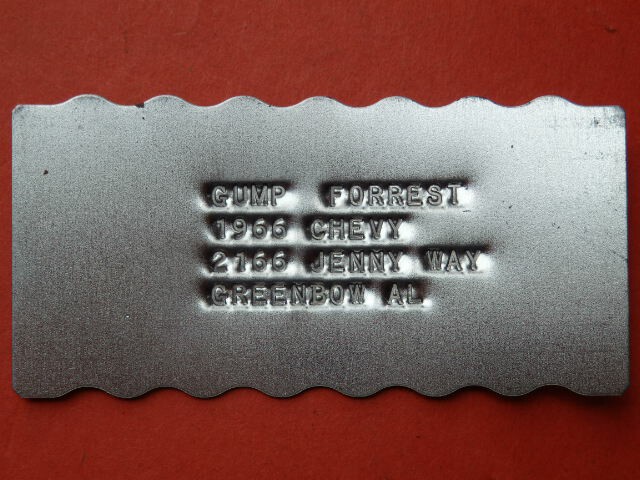 GUMP FORREST
1966 CHEVY
2166 JENNY WAY
GREENBOW AL